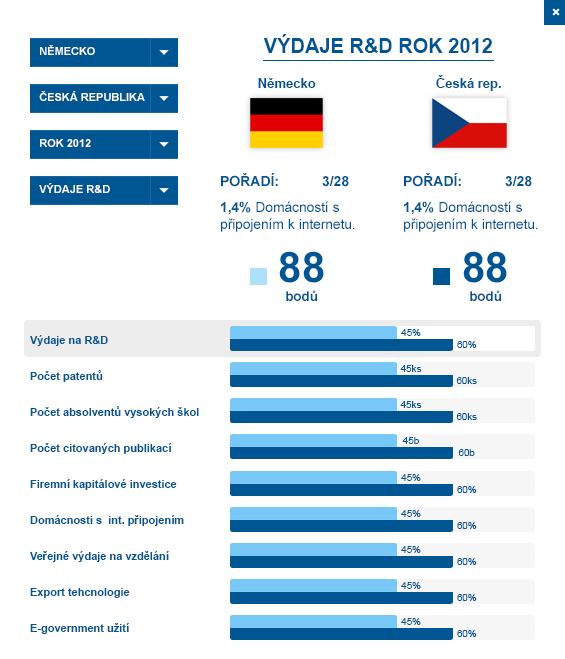 NĚMECKO
ČESKÁ REPUBLIKA
ROK 2012
VÝDAJE R&D
VÝDAJE R&D ROK 2012
Německo
Česká rep.
POŘADÍ: 3/28
POŘADÍ: 3/28
1,4% Domácností s
připojením k internetu.
1,4% Domácností s
připojením k internetu.
88
bodů
88
bodů
Výdaje na R&D
45%
60%
Počet patentů
45ks
60ks
Počet absolventů vysokých škol
45ks
60ks
Počet citovaných publikací
45b
60b
Firemní kapitálové investice
45%
60%
Domácnosti s int. připojením
45%
60%
Veřejné výdaje na vzdělání
45%
60%
Export tehcnologie
45%
60%
E-government užití
45%
60%